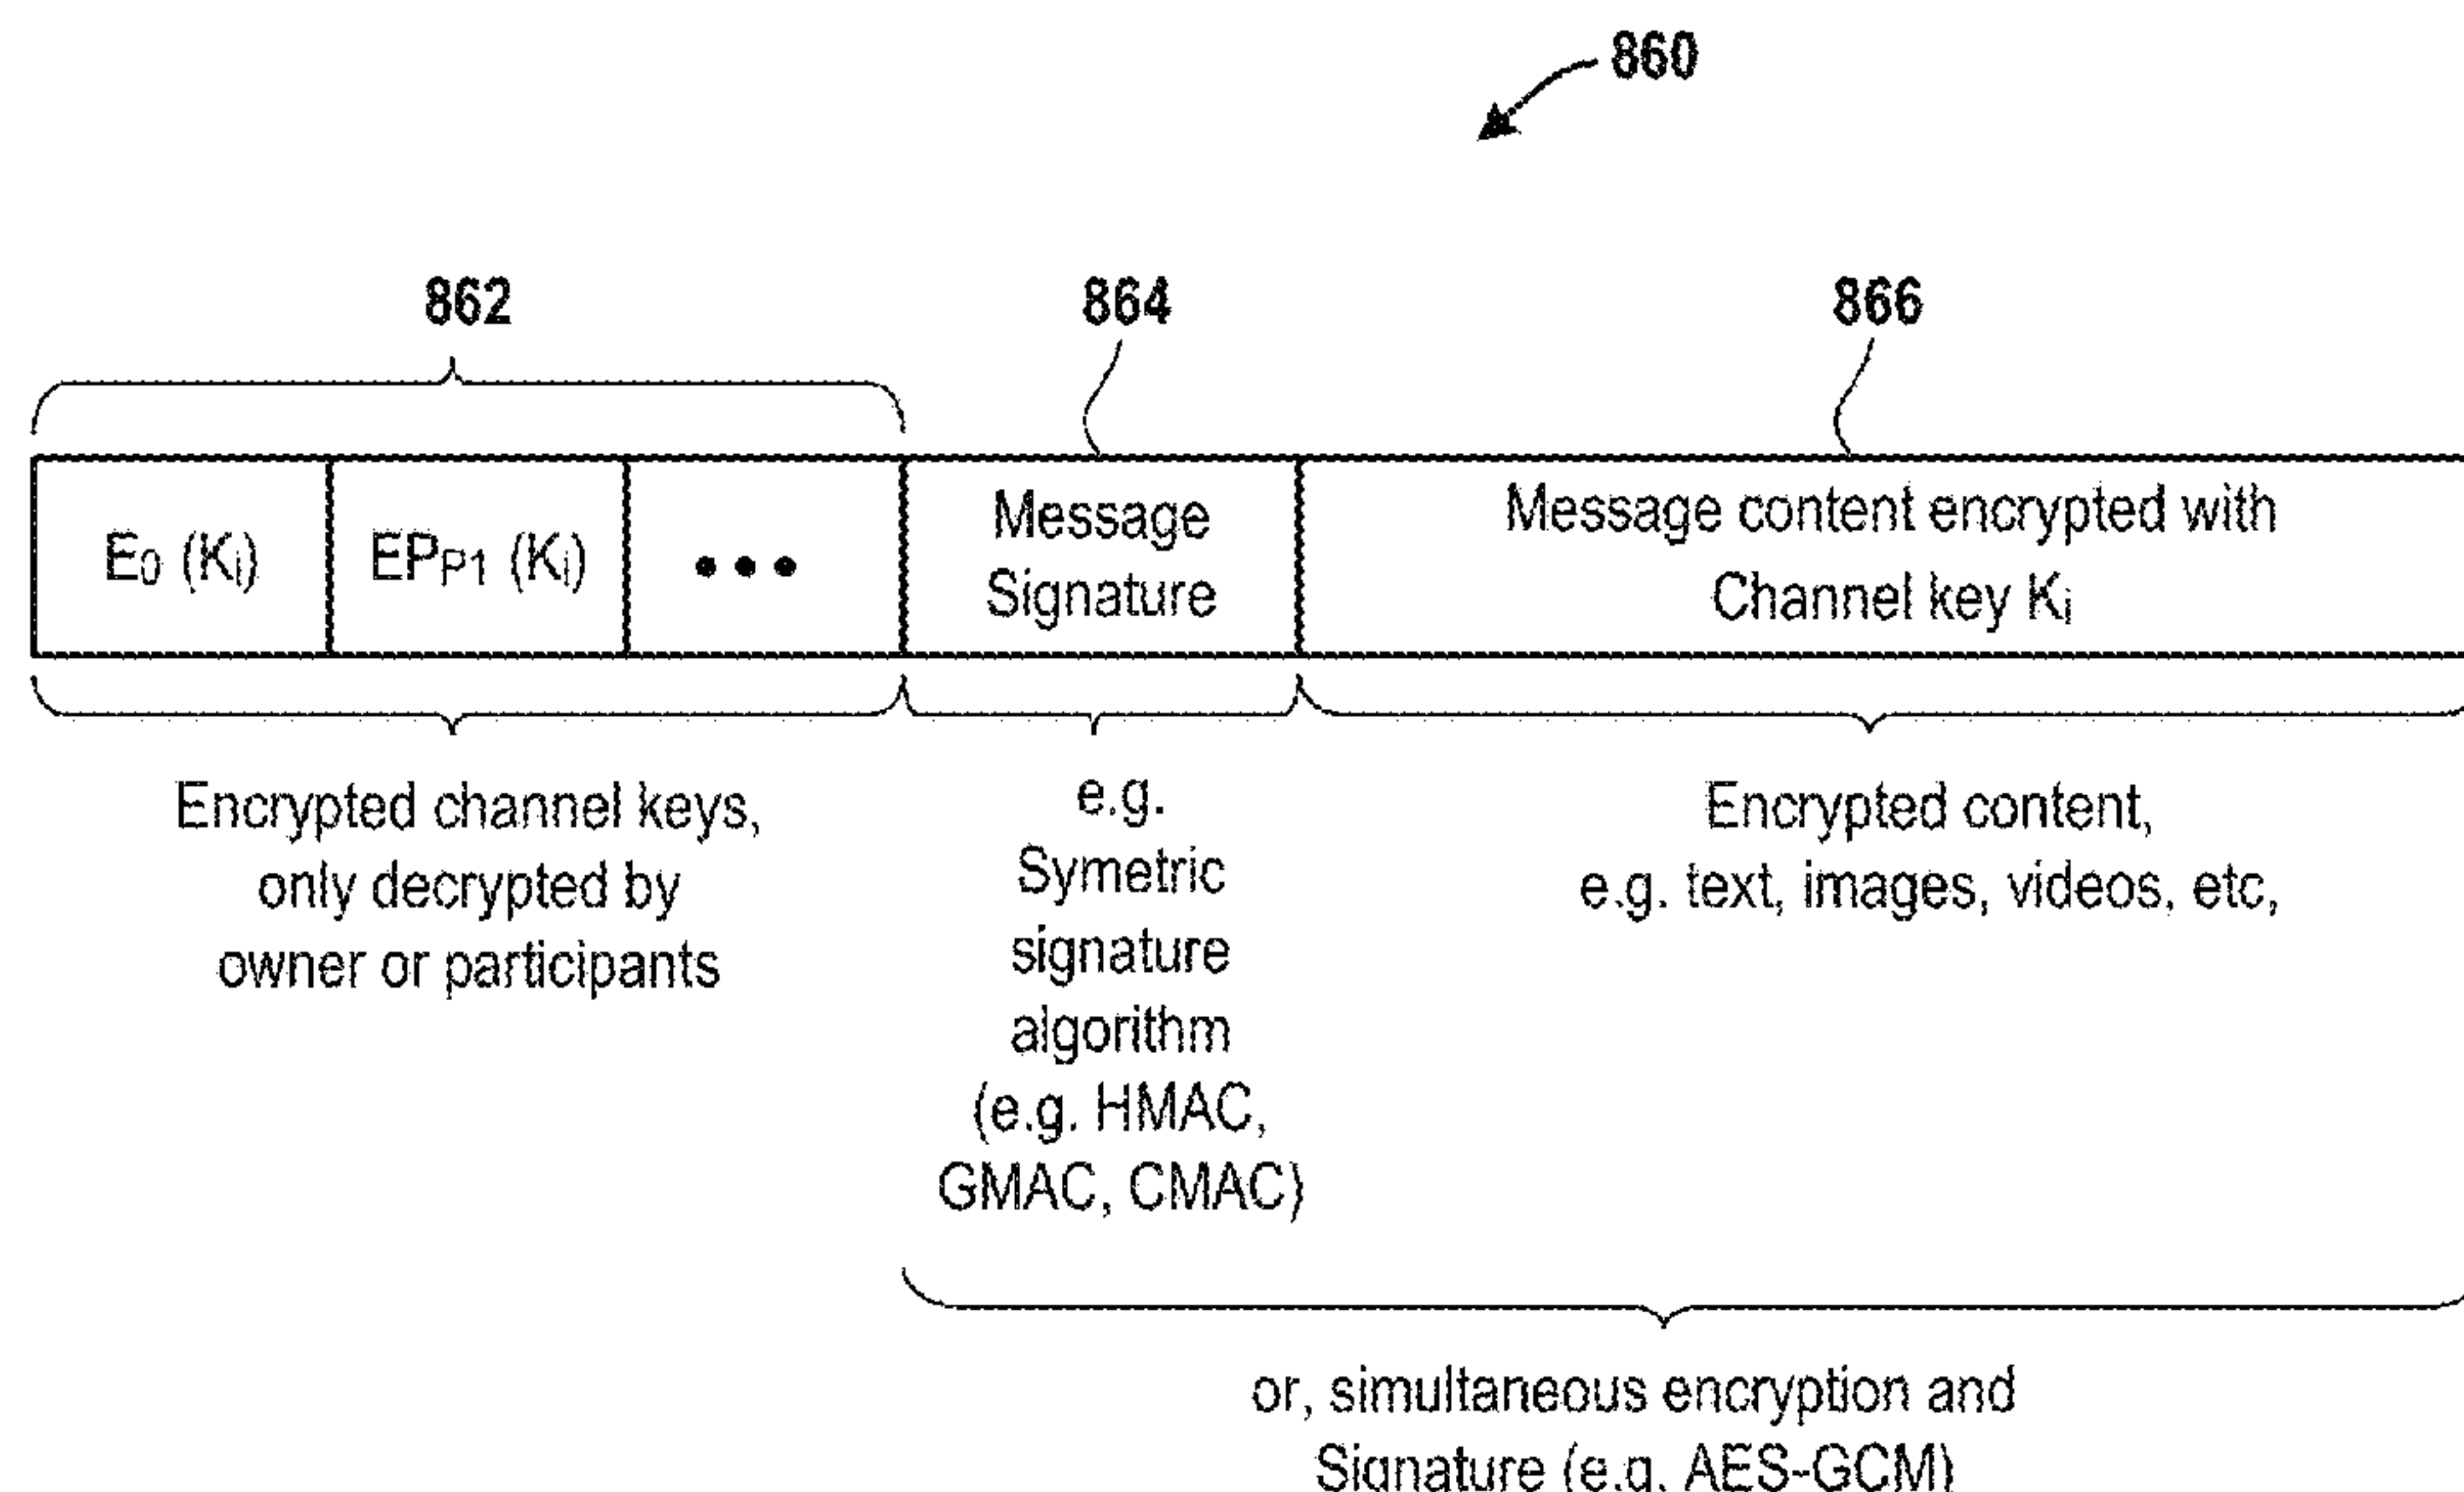 860
862
864
866
E₀ (Kᵢ)
EP_P1 (Kᵢ)
•••
Message
Signature
Message content encrypted with
Channel key Kᵢ
Encrypted channel keys,
only decrypted by
owner or participants
e.g.
Symetric
signature
algorithm
(e.g. HMAC,
GMAC, CMAC)
Encrypted content,
e.g. text, images, videos, etc,
or, simultaneous encryption and
Signature (e.g. AES-GCM)